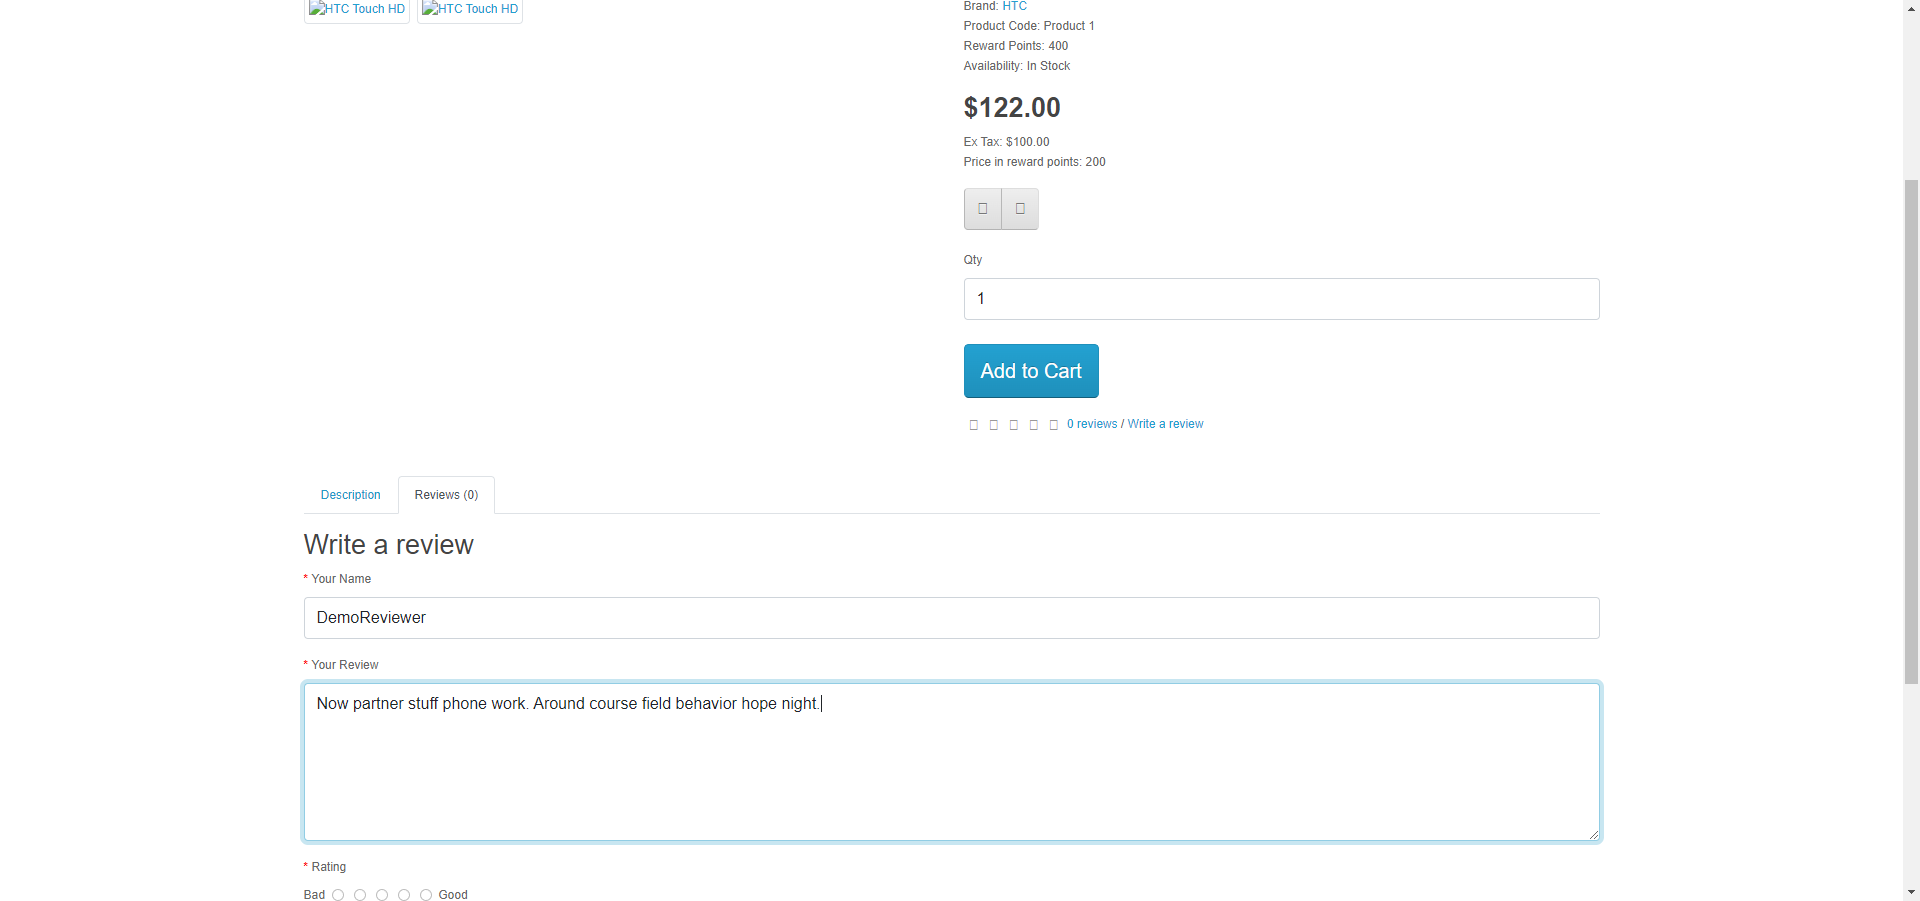 HTC Touch HD HTC Touch HD
Brand: HTC
Product Code: Product 1
Reward Points: 400
Availability: In Stock
$122.00
Ex Tax: $100.00
Price in reward points: 200
Qty
1
Add to Cart
0 reviews / Write a review
Description Reviews (0)
Write a review
* Your Name
DemoReviewer
* Your Review
Now partner stuff phone work. Around course field behavior hope night.
* Rating
Bad Good